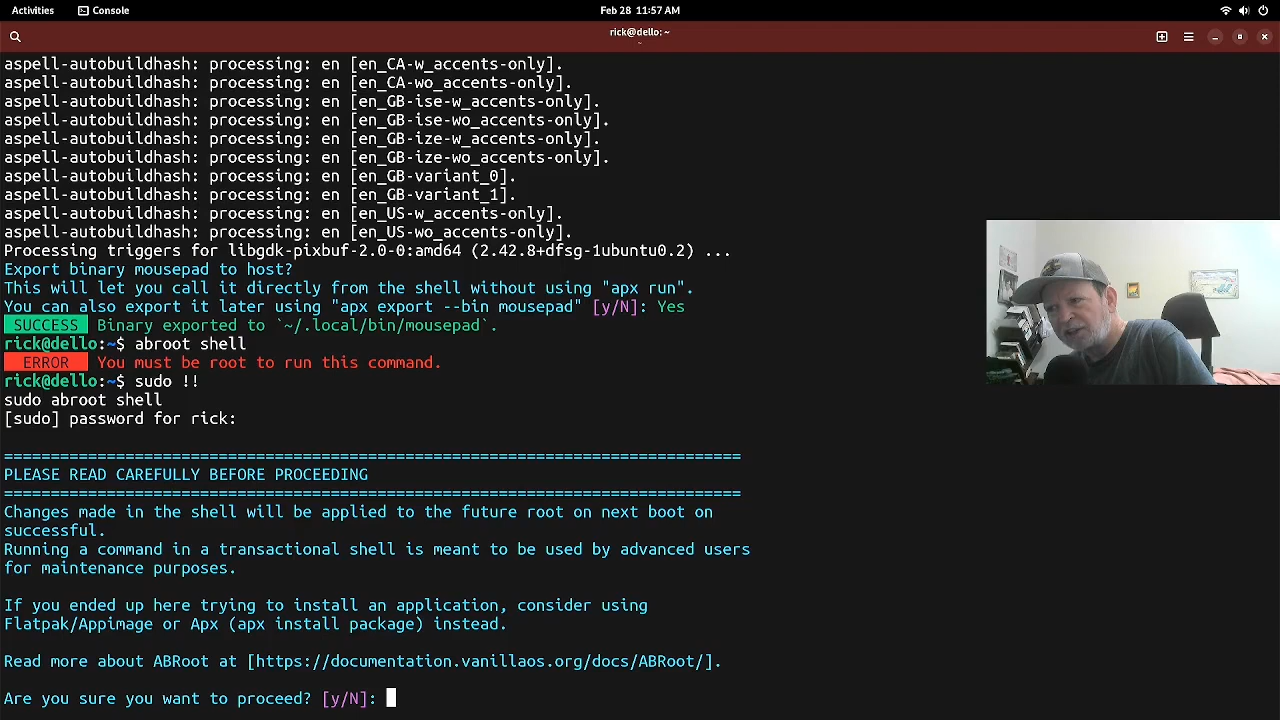 Activities
Console
Feb 28 11:57 AM
rick@dello: ~
~
aspell-autobuildhash: processing: en [en_CA-w_accents-only].
aspell-autobuildhash: processing: en [en_CA-wo_accents-only].
aspell-autobuildhash: processing: en [en_GB-ise-w_accents-only].
aspell-autobuildhash: processing: en [en_GB-ise-wo_accents-only].
aspell-autobuildhash: processing: en [en_GB-ize-w_accents-only].
aspell-autobuildhash: processing: en [en_GB-ize-wo_accents-only].
aspell-autobuildhash: processing: en [en_GB-variant_0].
aspell-autobuildhash: processing: en [en_GB-variant_1].
aspell-autobuildhash: processing: en [en_US-w_accents-only].
aspell-autobuildhash: processing: en [en_US-wo_accents-only].
Processing triggers for libgdk-pixbuf-2.0-0:amd64 (2.42.8+dfsg-1ubuntu0.2) ...
Export binary mousepad to host?
This will let you call it directly from the shell without using "apx run".
You can also export it later using "apx export --bin mousepad" [y/N]: Yes
SUCCESS Binary exported to `~/.local/bin/mousepad`.
rick@dello:~$ abroot shell
ERROR You must be root to run this command.
rick@dello:~$ sudo !!
sudo abroot shell
[sudo] password for rick:
===============================================================================
PLEASE READ CAREFULLY BEFORE PROCEEDING
===============================================================================
Changes made in the shell will be applied to the future root on next boot on
successful.
Running a command in a transactional shell is meant to be used by advanced users
for maintenance purposes.
If you ended up here trying to install an application, consider using
Flatpak/Appimage or Apx (apx install package) instead.
Read more about ABRoot at [https://documentation.vanillaos.org/docs/ABRoot/].
Are you sure you want to proceed? [y/N]: